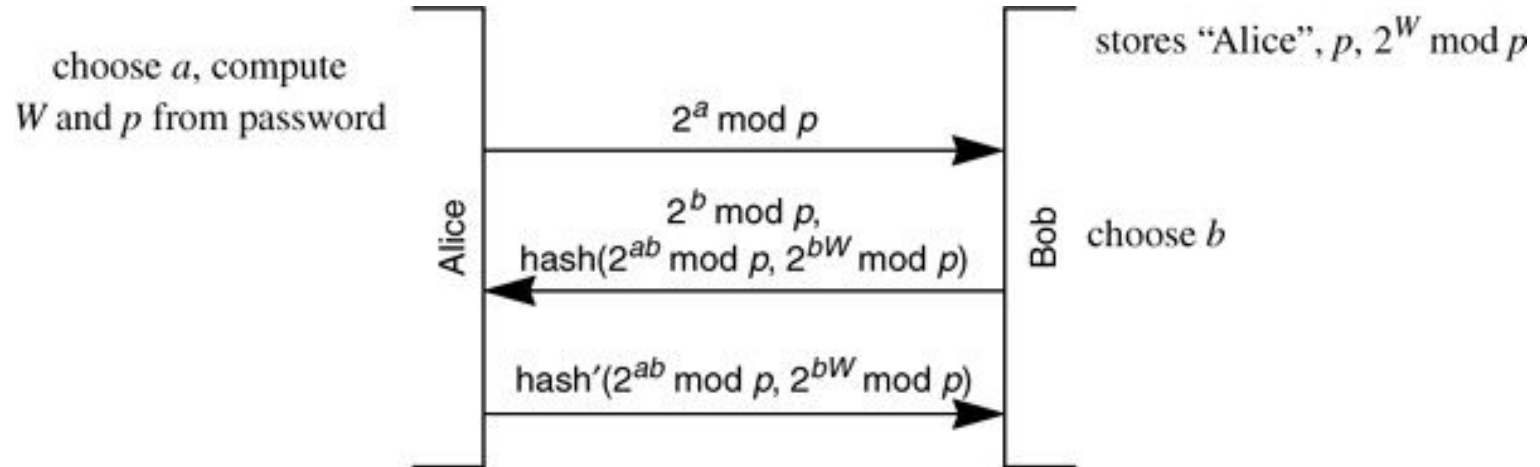 choose a, compute
W and p from password
stores “Alice”, p, 2^W mod p
2^a mod p
Alice
2^b mod p,
hash(2^ab mod p, 2^bW mod p)
Bob
choose b
hash′(2^ab mod p, 2^bW mod p)